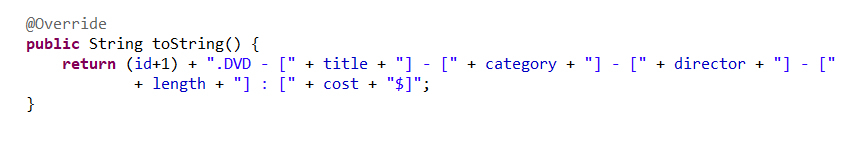 @Override
public String toString() {
return (id+1) + ".DVD - [" + title + "] - [" + category + "] - [" + director + "] - ["
+ length + "] : [" + cost + "$]";
}